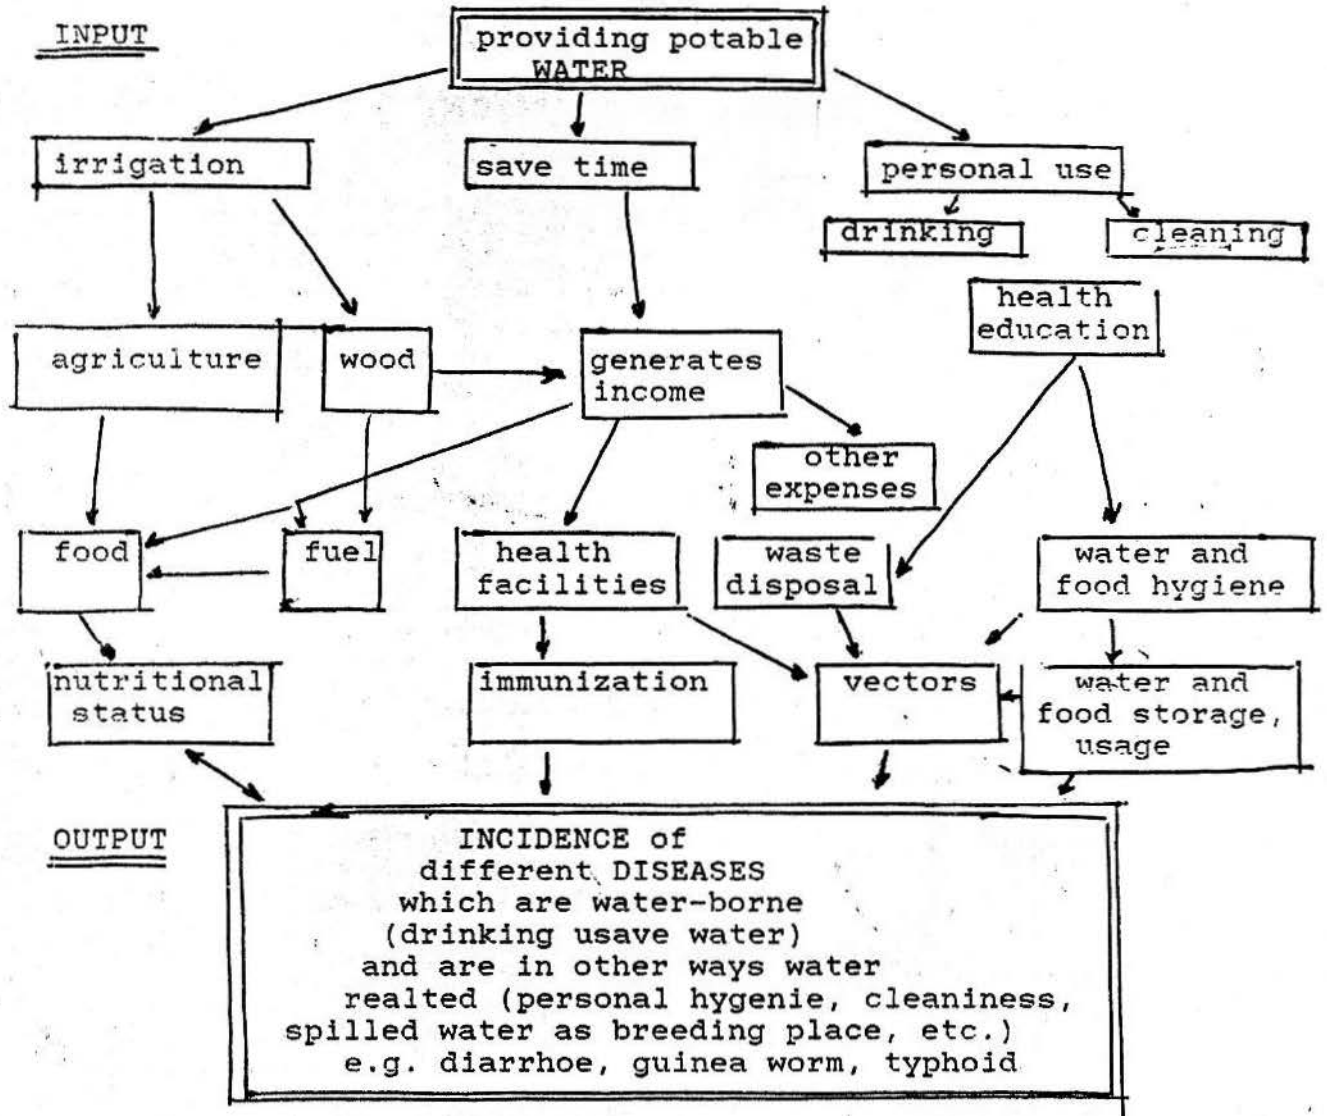 INPUT
providing potable
WATER
irrigation
save time
personal use
drinking
cleaning
health
education
agriculture
wood
generates
income
other
expenses
food
fuel
health
facilities
waste
disposal
water and
food hygiene
nutritional
status
immunization
vectors
water and
food storage,
usage
OUTPUT
INCIDENCE of
different DISEASES
which are water-borne
(drinking usave water)
and are in other ways water
realted (personal hygenie, cleaniness,
spilled water as breeding place, etc.)
e.g. diarrhoe, guinea worm, typhoid